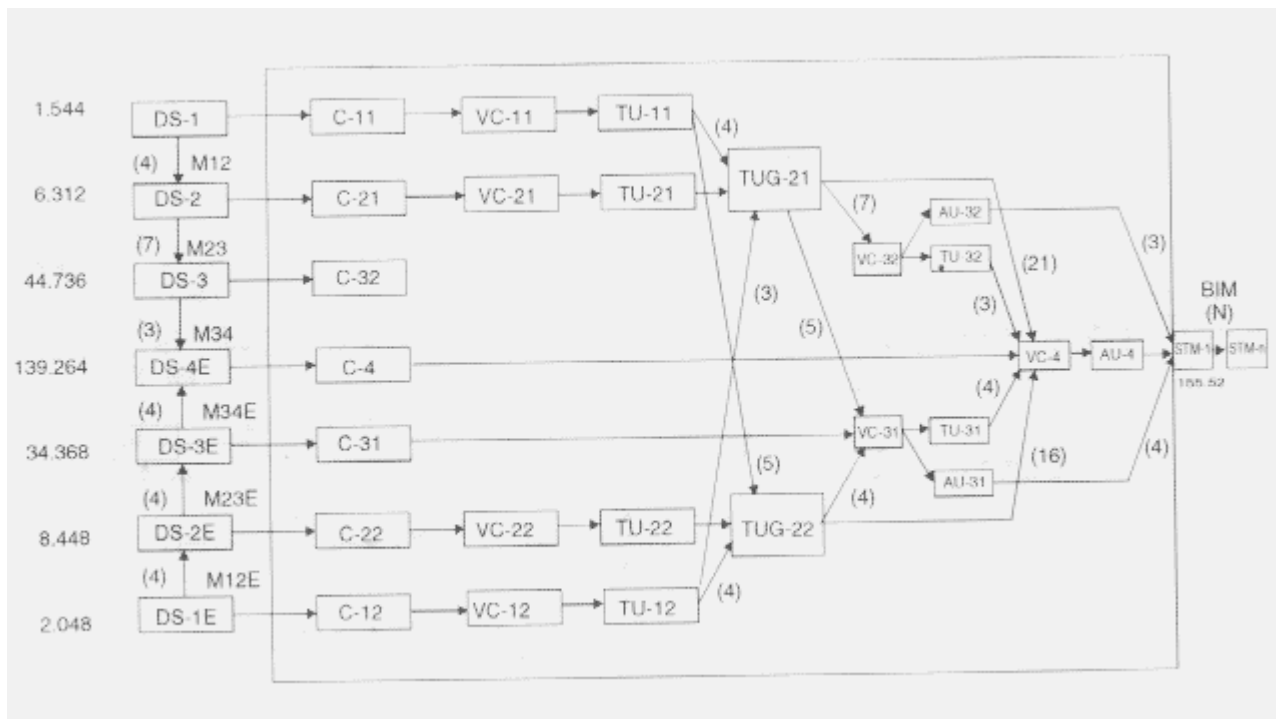 1.544 DS-1 C-11 VC-11 TU-11
(4) M12 (4)
6.312 DS-2 C-21 VC-21 TU-21 TUG-21
(7) M23 (7) AU-32 (3)
44.736 DS-3 C-32 VC-32 TU-32 (21)
(3) (3) BIM
(N)
(3) M34 (5)
139.264 DS-4E C-4 VC-4 AU-4 STM-1 STM-n
155.52
(4) M34E (4)
34.368 DS-3E C-31 VC-31 TU-31
(4) M23E (5) (4) AU-31 (16) (4)
8.448 DS-2E C-22 VC-22 TU-22 TUG-22
(4) M12E (4)
2.048 DS-1E C-12 VC-12 TU-12